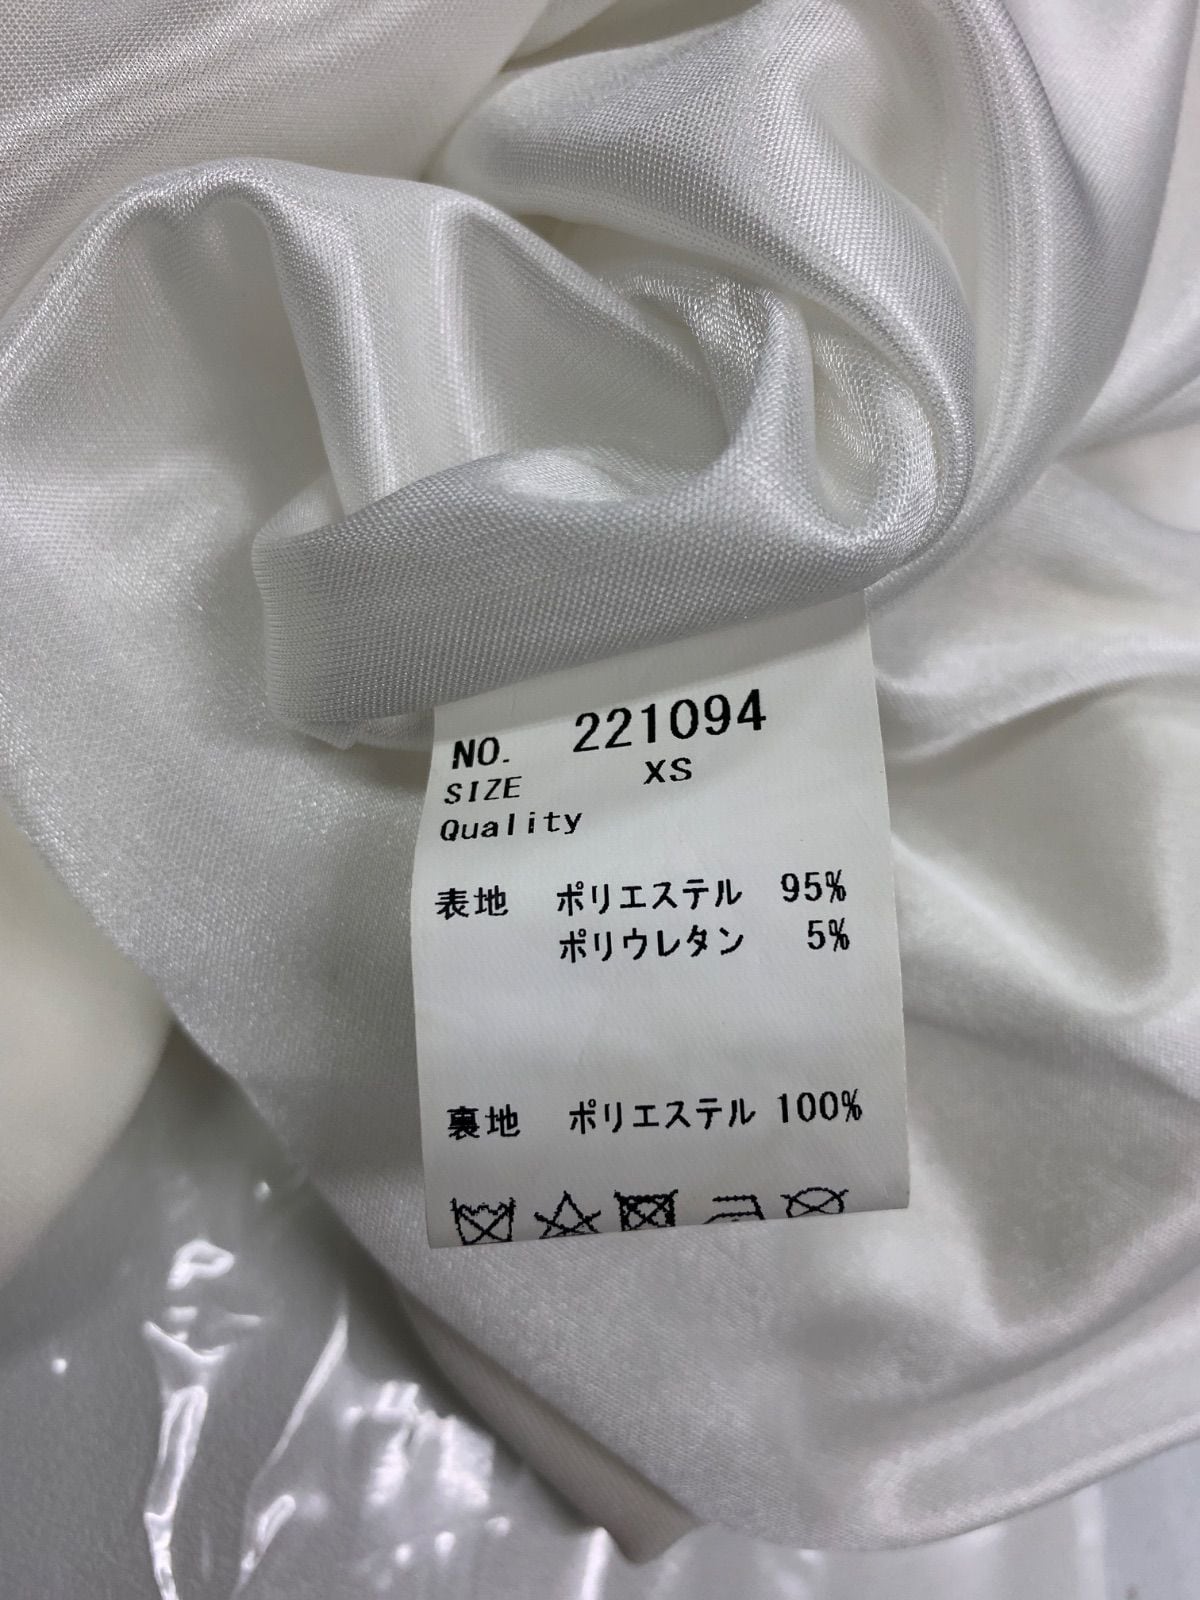 NO. 221094
SIZE XS
Quality
表地 ポリエステル 95%
ポリウレタン 5%
裏地 ポリエステル 100%